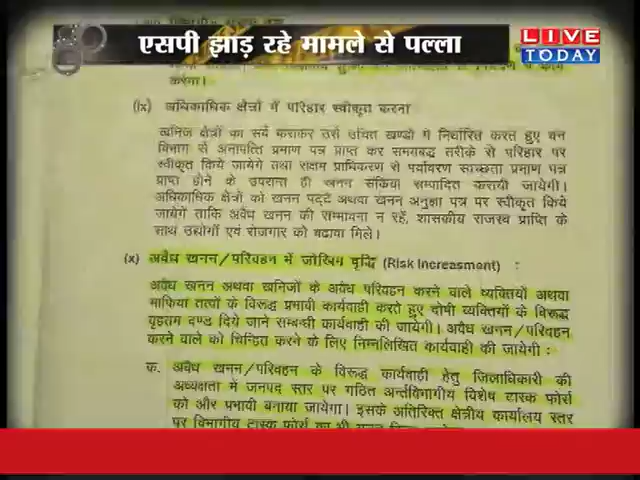 एसपी झाड़ रहे मामले से पल्ला
LIVE
TODAY
करेगा।
(ix) अधिकाधिक क्षेत्रों में परिहार स्वीकृत करना
खनिज क्षेत्रों का सर्वे कराकर उसे उचित खण्डों में निर्धारित करते हुए वन
विभाग से अनापत्ति प्रमाण पत्र प्राप्त कर समयबद्ध तरीके से परिहार पर
स्वीकृत किये जायेगे तथा सक्षम प्राधिकरण से पर्यावरण स्वच्छता प्रमाण पत्र
प्राप्त होने के उपरान्त ही खनन संक्रिया सम्पादित करायी जायेगी।
अधिकाधिक क्षेत्रों को खनन पट्टे अथवा खनन अनुज्ञा पत्र पर स्वीकृत किये
जायेगें ताकि अवैध खनन की सम्भावना न रहें, शासकीय राजस्व प्राप्ति के
साथ उद्योगों एवं रोजगार को बढावा मिले।
(x) अवैध खनन/परिवहन में जोखिम वृद्धि (Risk Increasment) :
अवैध खनन अथवा खनिजों के अवैध परिवहन करने वाले व्यक्तियों अथवा
माफिया तत्वों के विरूद्ध प्रभावी कार्यवाही करते हुए दोषी व्यक्तियों के विरूद्ध
वृहत्तम दण्ड दिये जाने सम्बन्धी कार्यवाही की जायेगी। अवैध खनन/परिवहन
करने वाले को चिन्हित करने के लिए निम्नलिखित कार्यवाही की जायेगी :
क. अवैध खनन/परिवहन के विरूद्ध कार्यवाही हेतु जिलाधिकारी की
अध्यक्षता में जनपद स्तर पर गठित अर्न्तविभागीय विशेष टास्क फोर्स
को और प्रभावी बनाया जायेगा। इसके अतिरिक्त क्षेत्रीय कार्यालय स्तर
पर विभागीय टास्क फोर्स का भी